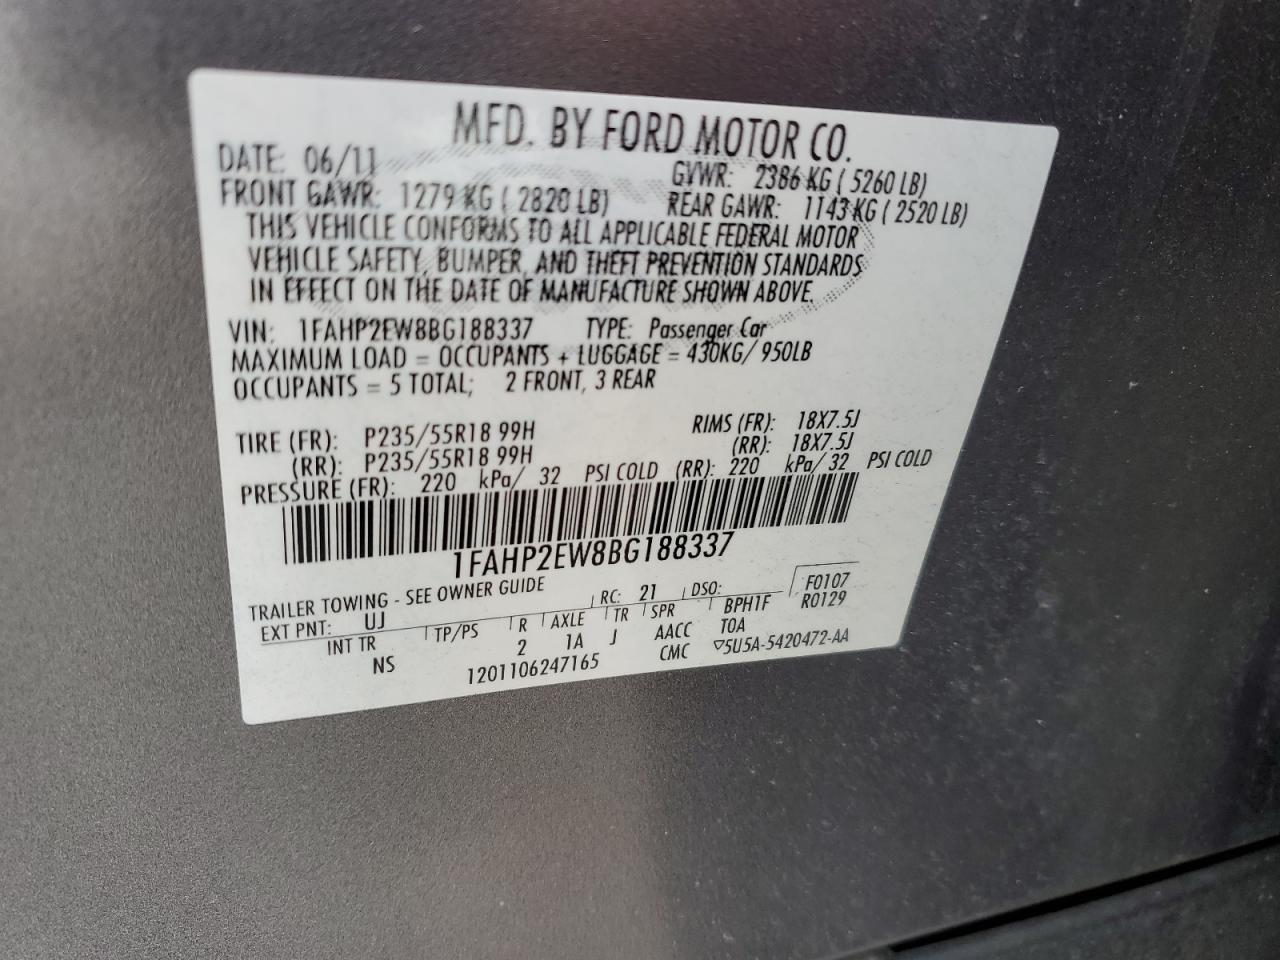 MFD. BY FORD MOTOR CO.
DATE: 06/11 GVWR: 2386 KG ( 5260 LB)
FRONT GAWR: 1279 KG ( 2820 LB) REAR GAWR: 1143 KG ( 2520 LB)
THIS VEHICLE CONFORMS TO ALL APPLICABLE FEDERAL MOTOR
VEHICLE SAFETY, BUMPER, AND THEFT PREVENTION STANDARDS
IN EFFECT ON THE DATE OF MANUFACTURE SHOWN ABOVE.
VIN: 1FAHP2EW8BG188337 TYPE: Passenger Car
MAXIMUM LOAD = OCCUPANTS + LUGGAGE = 430KG/ 950LB
OCCUPANTS = 5 TOTAL; 2 FRONT, 3 REAR
TIRE (FR): P235/55R18 99H RIMS (FR): 18X7.5J
(RR): P235/55R18 99H (RR): 18X7.5J
PRESSURE (FR): 220 kPa/ 32 PSI COLD (RR): 220 kPa/ 32 PSI COLD
1FAHP2EW8BG188337
TRAILER TOWING - SEE OWNER GUIDE
EXT PNT: UJ RC: 21 DSO: F0107
INT TR TP/PS R AXLE TR SPR BPH1F R0129
NS 2 1A J AACC TOA
1201106247165 CMC ▽5U5A-5420472-AA